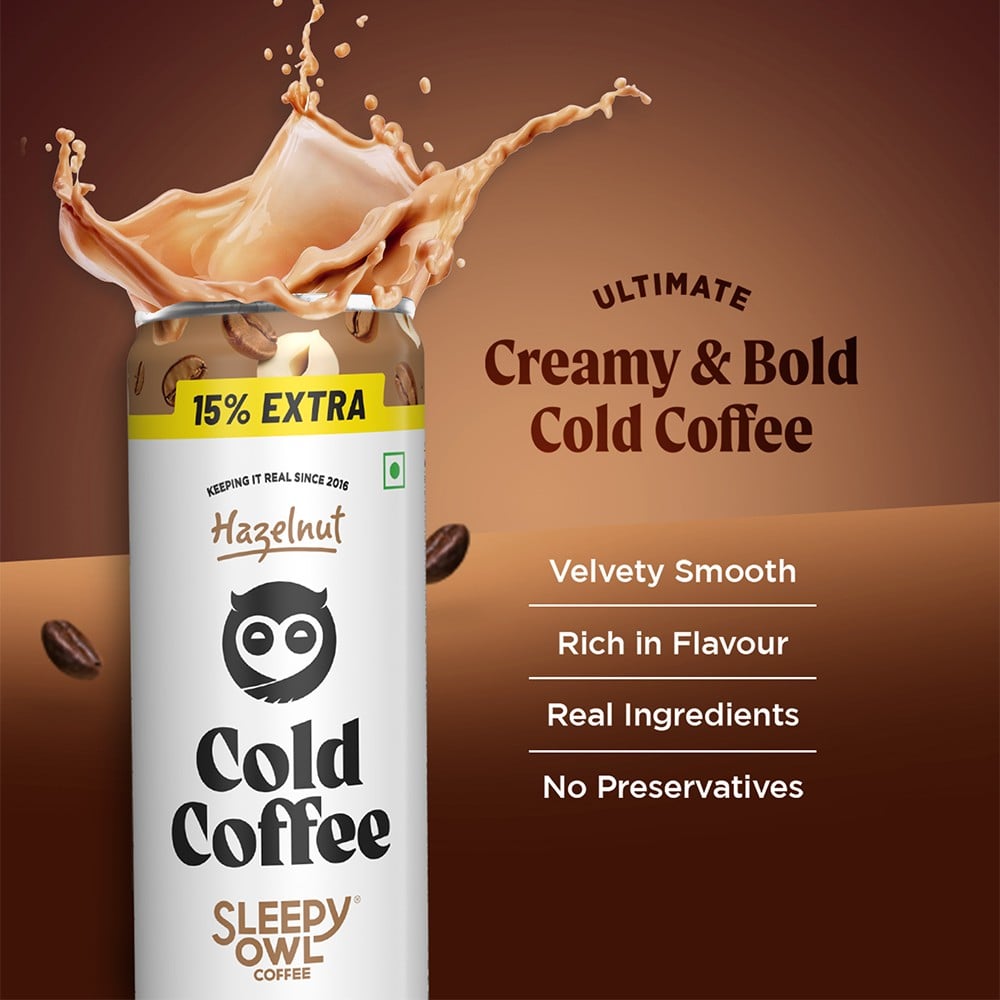 15% EXTRA
KEEPING IT REAL SINCE 2016
Hazelnut
Cold
Coffee
SLEEPY®
OWL
COFFEE
ULTIMATE
Creamy & Bold
Cold Coffee
Velvety Smooth
Rich in Flavour
Real Ingredients
No Preservatives